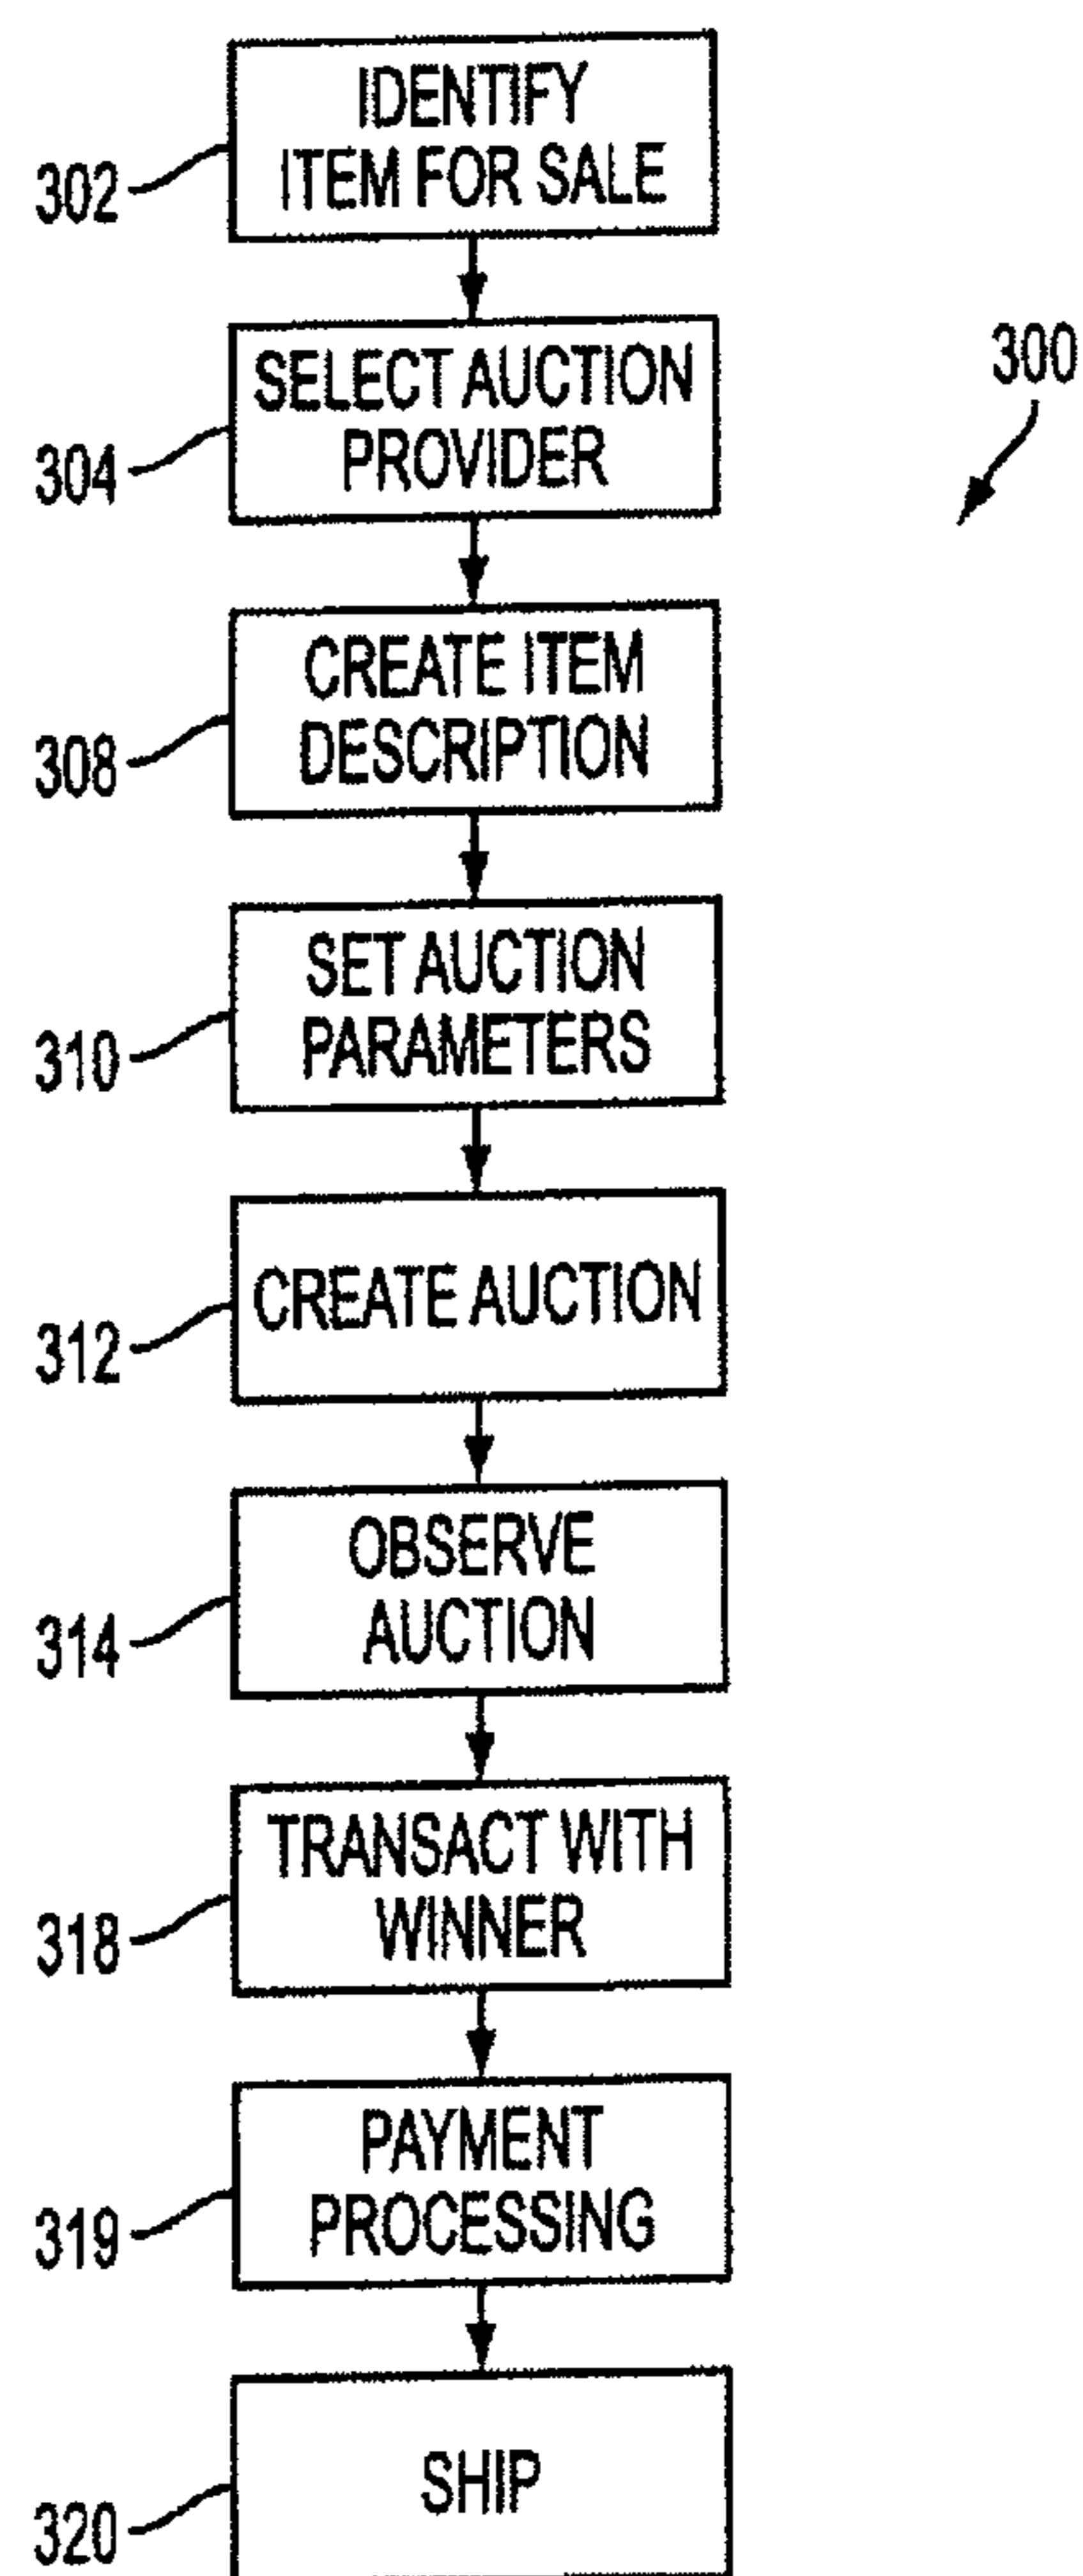 IDENTIFY
ITEM FOR SALE
302
SELECT AUCTION
PROVIDER
304
300
CREATE ITEM
DESCRIPTION
308
SET AUCTION
PARAMETERS
310
CREATE AUCTION
312
OBSERVE
AUCTION
314
TRANSACT WITH
WINNER
318
PAYMENT
PROCESSING
319
SHIP
320